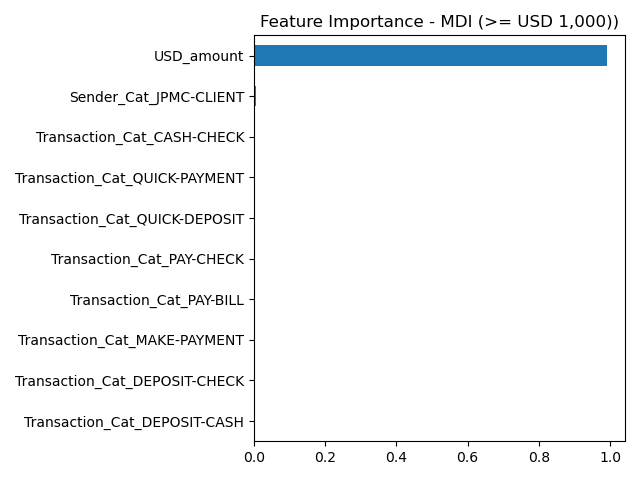 Feature Importance - MDI (>= USD 1,000))
USD_amount
Sender_Cat_JPMC-CLIENT
Transaction_Cat_CASH-CHECK
Transaction_Cat_QUICK-PAYMENT
Transaction_Cat_QUICK-DEPOSIT
Transaction_Cat_PAY-CHECK
Transaction_Cat_PAY-BILL
Transaction_Cat_MAKE-PAYMENT
Transaction_Cat_DEPOSIT-CHECK
Transaction_Cat_DEPOSIT-CASH
0.0 0.2 0.4 0.6 0.8 1.0